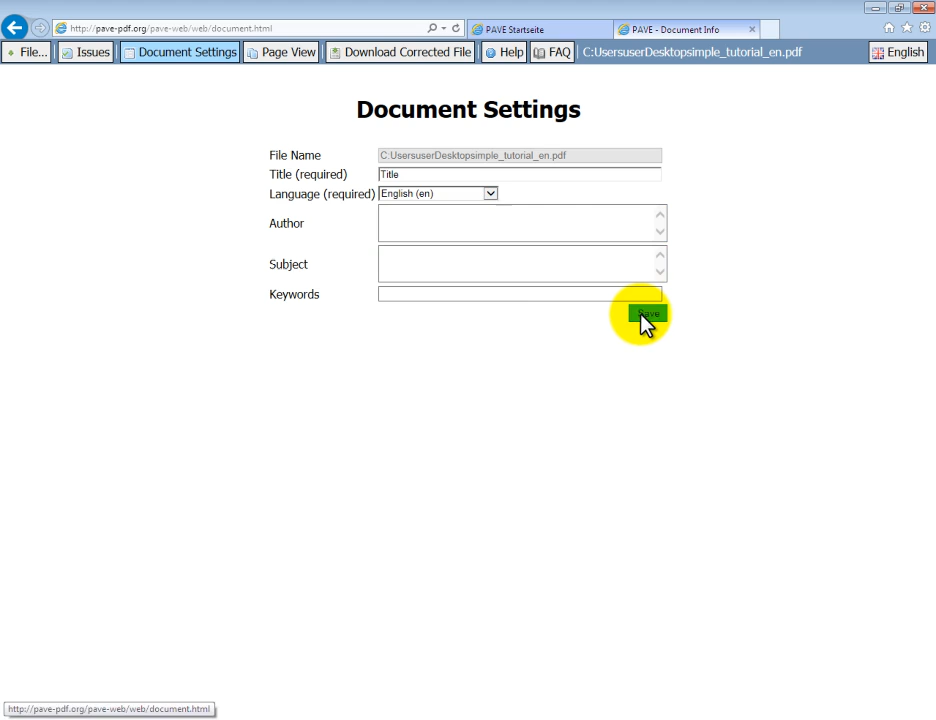 http://pave-pdf.org/pave-web/web/document.html
PAVE Startseite
PAVE - Document Info
File...
Issues
Document Settings
Page View
Download Corrected File
Help
FAQ
C:UsersuserDesktopsimple_tutorial_en.pdf
English
Document Settings
File Name C:UsersuserDesktopsimple_tutorial_en.pdf
Title (required) Title
Language (required) English (en)
Author
Subject
Keywords
Save
http://pave-pdf.org/pave-web/web/document.html